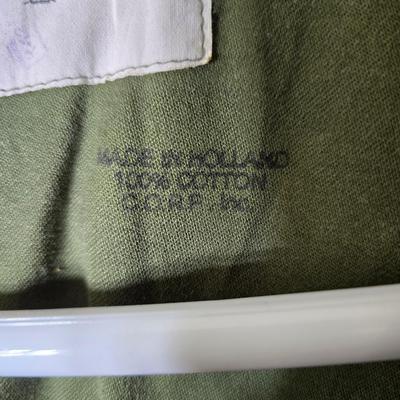 MADE IN HOLLAND
100% COTTON
C.O.R.P. Inc.